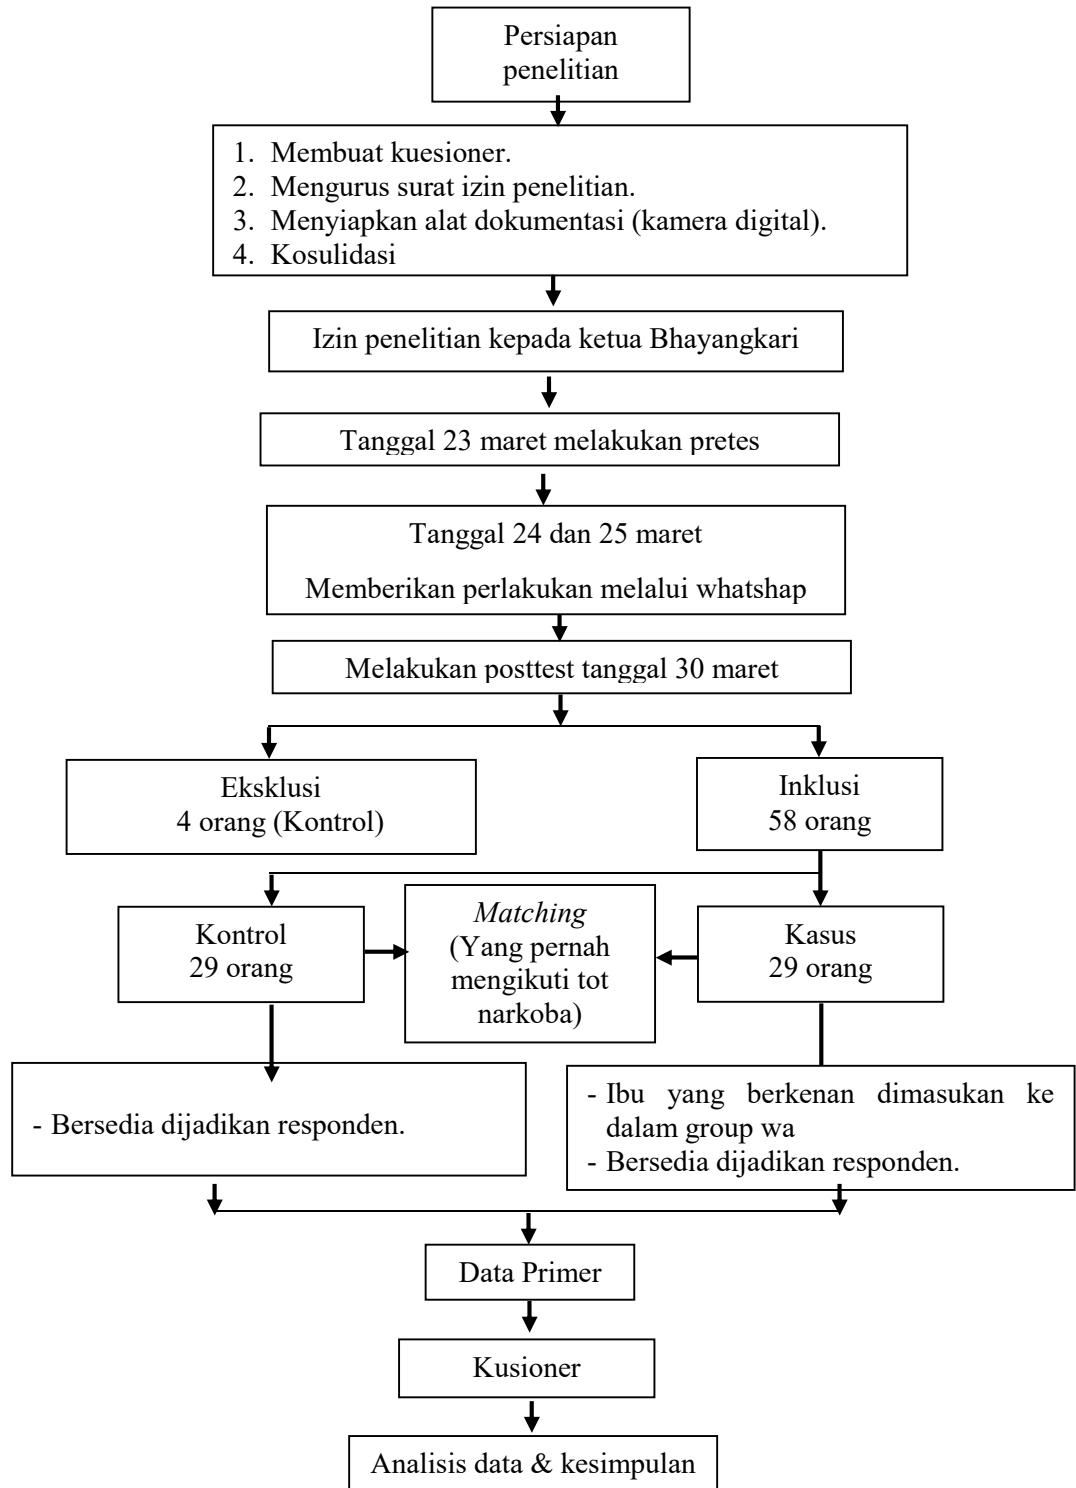 Persiapan
penelitian
1. Membuat kuesioner.
2. Mengurus surat izin penelitian.
3. Menyiapkan alat dokumentasi (kamera digital).
4. Kosulidasi
Izin penelitian kepada ketua Bhayangkari
Tanggal 23 maret melakukan pretes
Tanggal 24 dan 25 maret
Memberikan perlakukan melalui whatshap
Melakukan posttest tanggal 30 maret
Eksklusi
4 orang (Kontrol)
Inklusi
58 orang
Kontrol
29 orang
Matching
(Yang pernah
mengikuti tot
narkoba)
Kasus
29 orang
- Bersedia dijadikan responden.
- Ibu yang berkenan dimasukan ke
dalam group wa
- Bersedia dijadikan responden.
Data Primer
Kusioner
Analisis data & kesimpulan